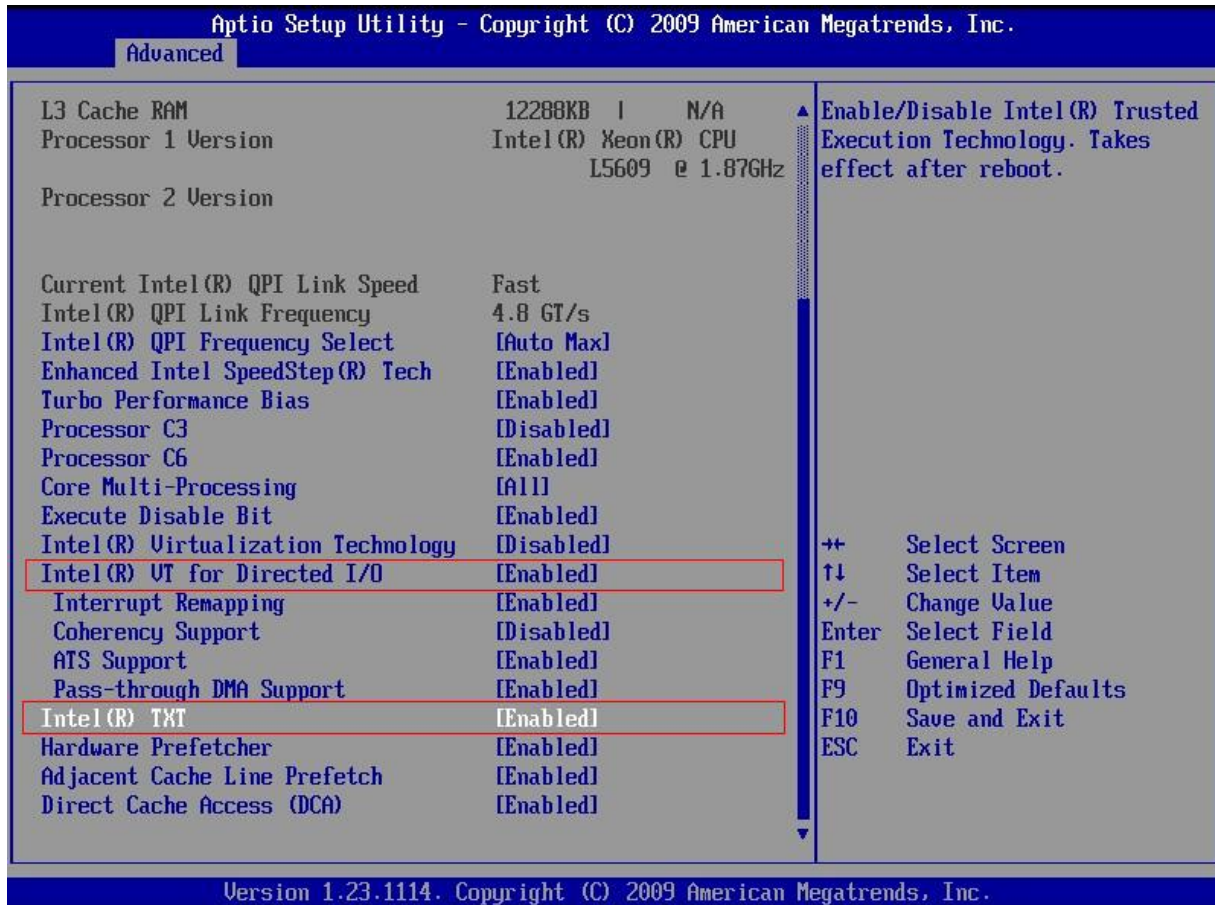 Aptio Setup Utility - Copyright (C) 2009 American Megatrends, Inc.
Advanced
L3 Cache RAM 12288KB | N/A
Processor 1 Version Intel(R) Xeon(R) CPU
L5609 @ 1.87GHz
Processor 2 Version
Current Intel(R) QPI Link Speed Fast
Intel(R) QPI Link Frequency 4.8 GT/s
Intel(R) QPI Frequency Select [Auto Max]
Enhanced Intel SpeedStep(R) Tech [Enabled]
Turbo Performance Bias [Enabled]
Processor C3 [Disabled]
Processor C6 [Enabled]
Core Multi-Processing [All]
Execute Disable Bit [Enabled]
Intel(R) Virtualization Technology [Disabled]
Intel(R) VT for Directed I/O [Enabled]
Interrupt Remapping [Enabled]
Coherency Support [Disabled]
ATS Support [Enabled]
Pass-through DMA Support [Enabled]
Intel(R) TXT [Enabled]
Hardware Prefetcher [Enabled]
Adjacent Cache Line Prefetch [Enabled]
Direct Cache Access (DCA) [Enabled]
Enable/Disable Intel(R) Trusted
Execution Technology. Takes
effect after reboot.
→← Select Screen
↑↓ Select Item
+/- Change Value
Enter Select Field
F1 General Help
F9 Optimized Defaults
F10 Save and Exit
ESC Exit
Version 1.23.1114. Copyright (C) 2009 American Megatrends, Inc.